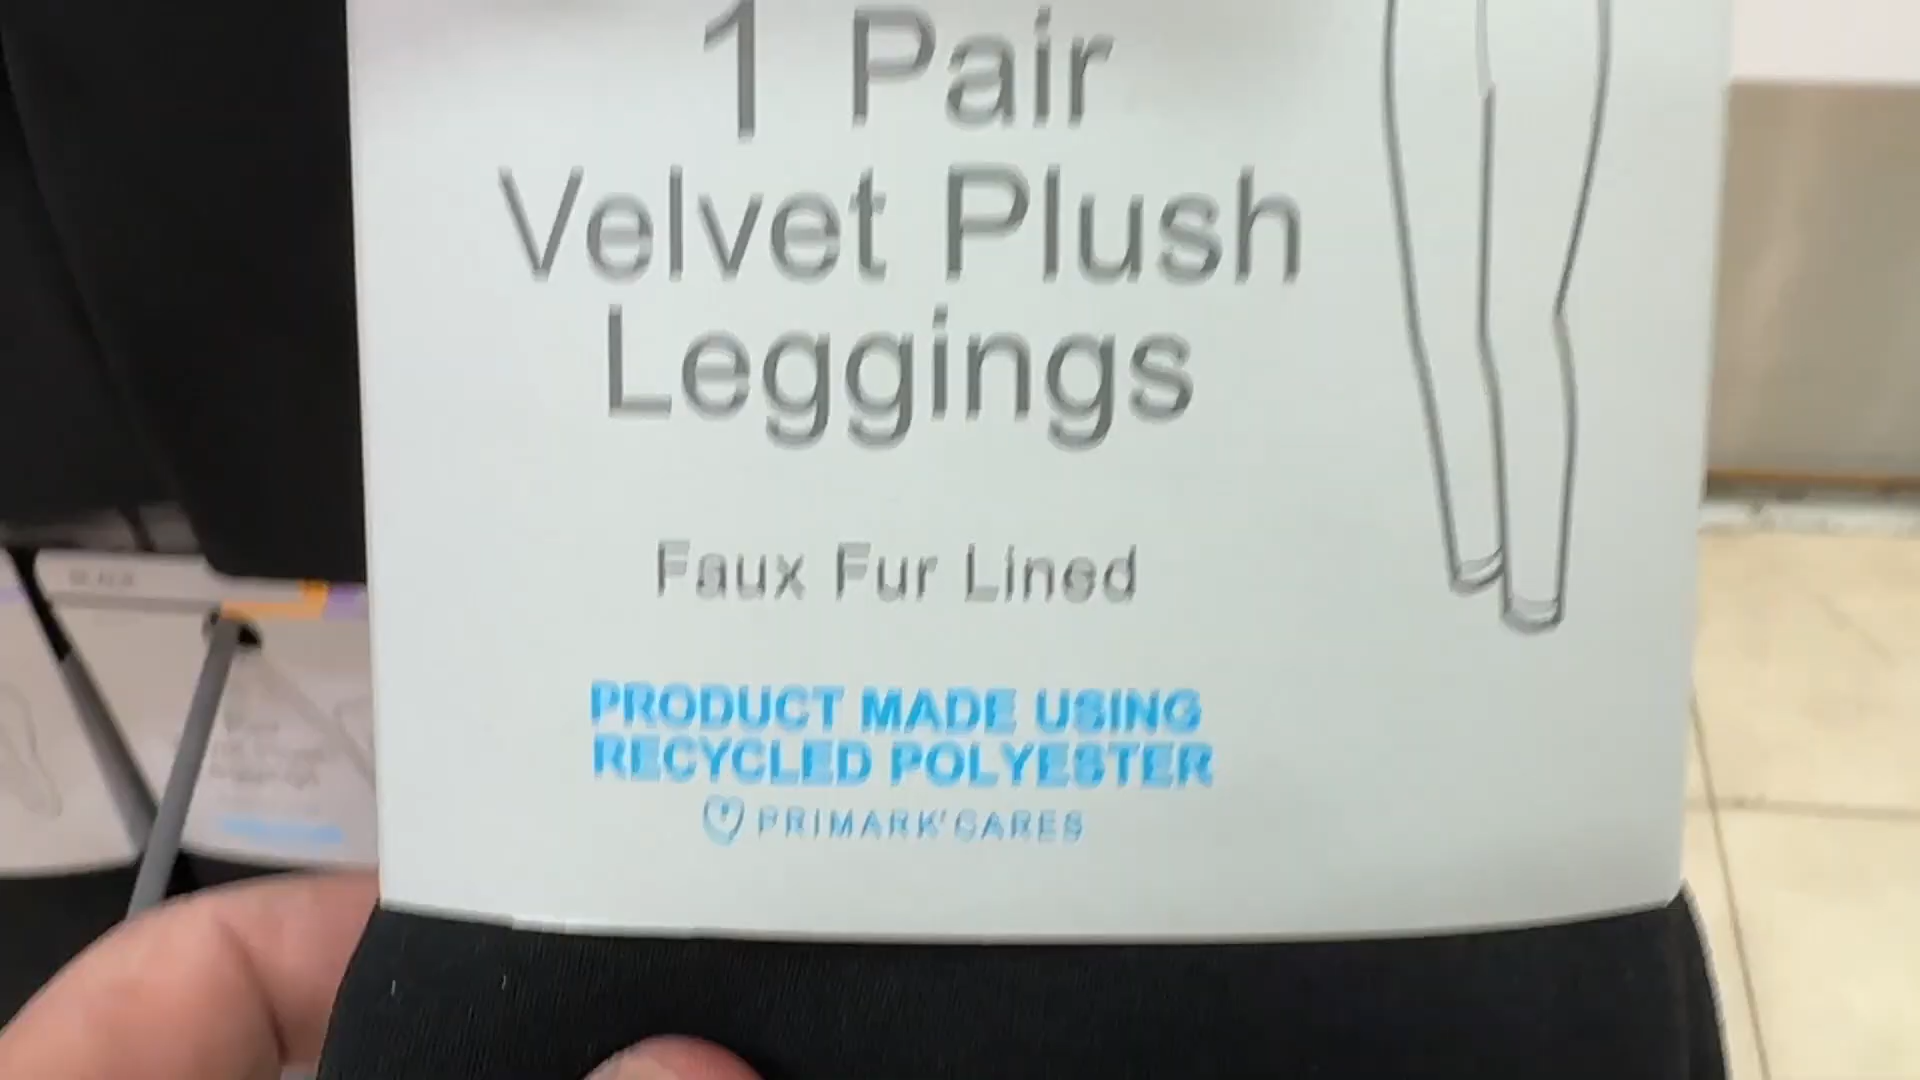 1 Pair
Velvet Plush
Leggings
Faux Fur Lined
PRODUCT MADE USING
RECYCLED POLYESTER
PRIMARK CARES